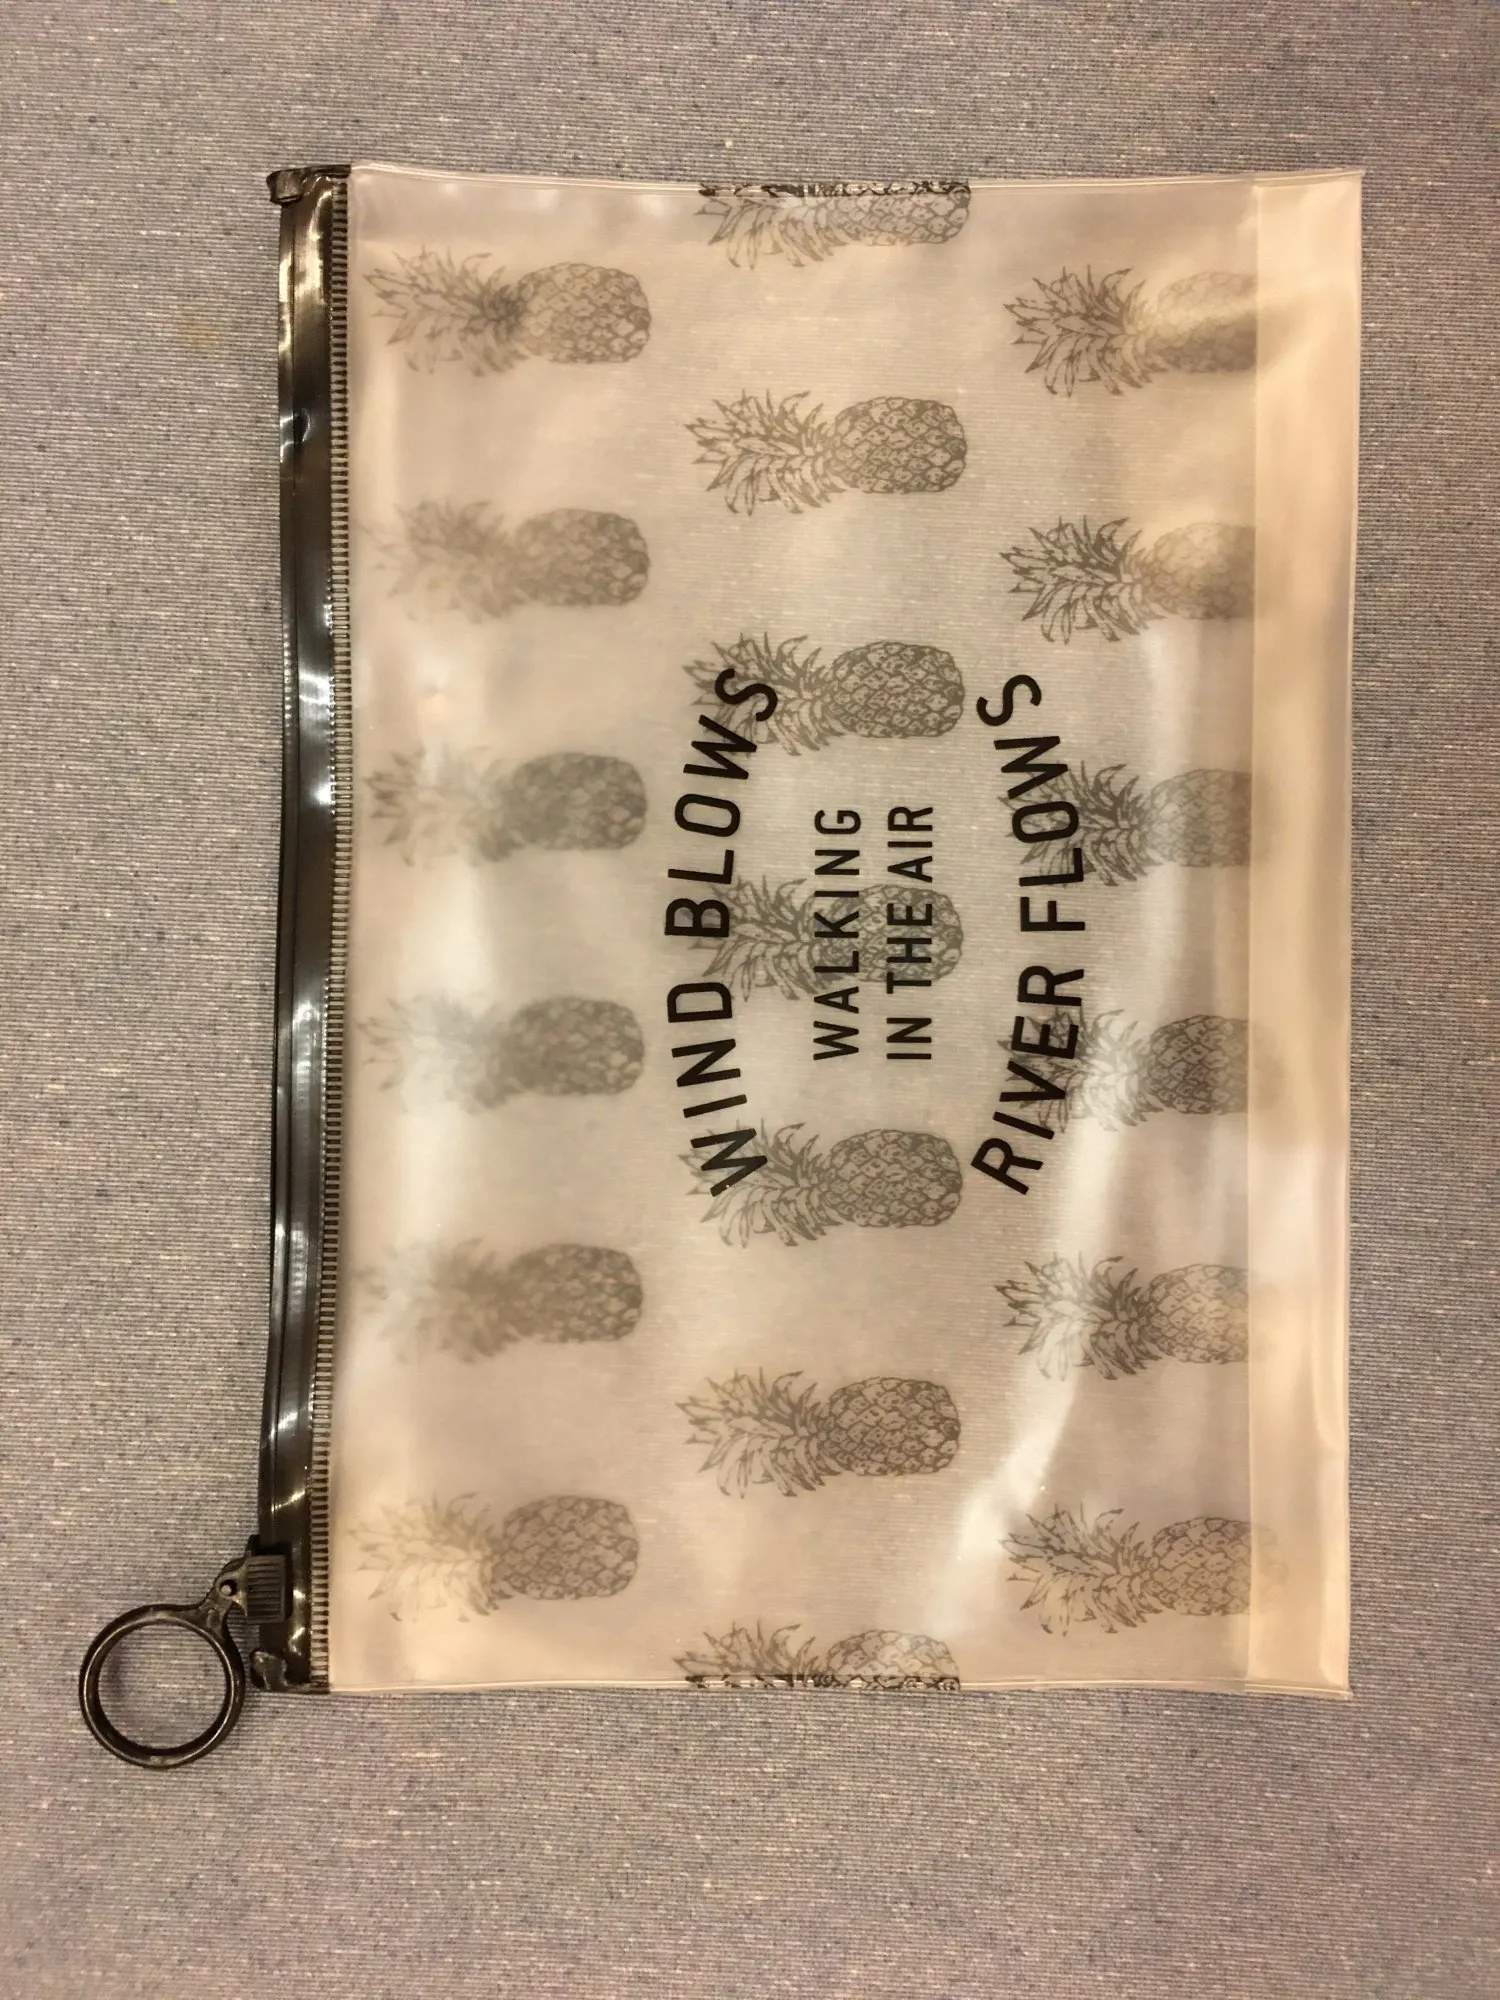 WIND BLOWS
WALKING
IN THE AIR
RIVER FLOWS